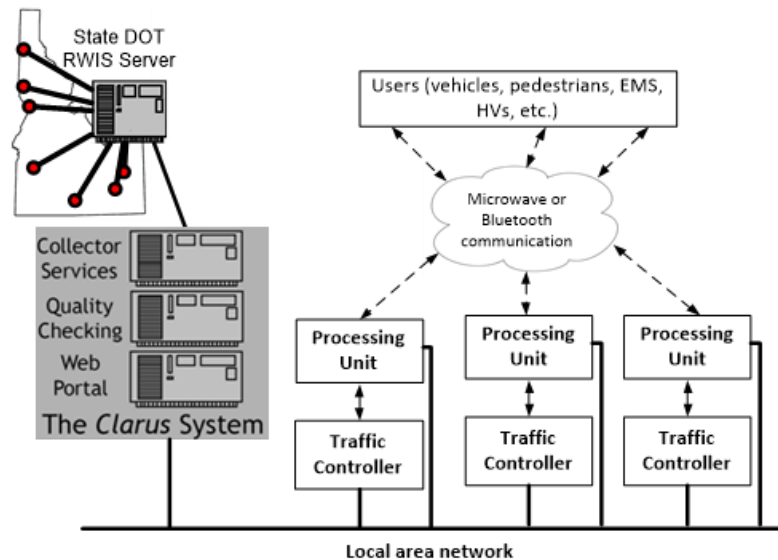 State DOT
RWIS Server
Collector
Services
Quality
Checking
Web
Portal
The Clarus System
Users (vehicles, pedestrians, EMS,
HVs, etc.)
Microwave or
Bluetooth
communication
Processing
Unit
Processing
Unit
Processing
Unit
Traffic
Controller
Traffic
Controller
Traffic
Controller
Local area network